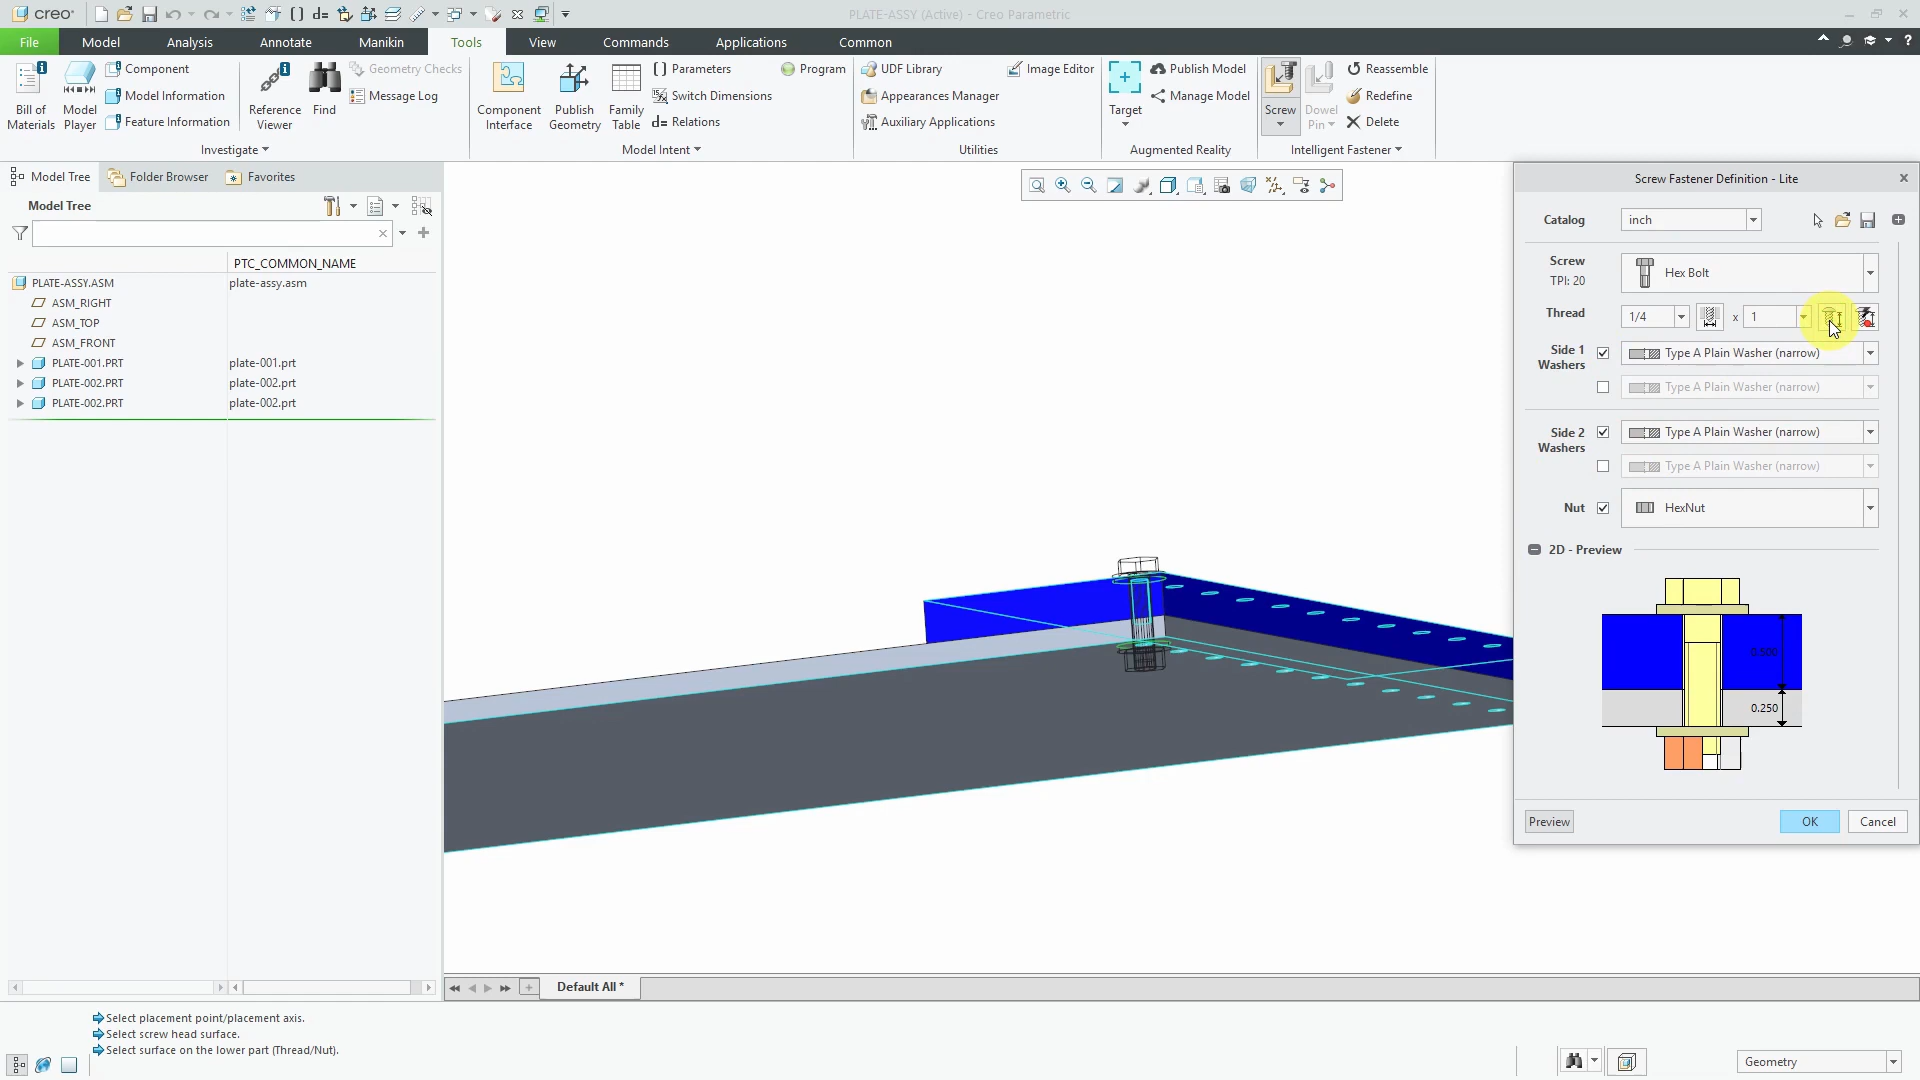 creo
PLATE-ASSY (Active) - Creo Parametric
File
Model
Analysis
Annotate
Manikin
Tools
View
Commands
Applications
Common
Bill of Materials
Model Player
Component
Model Information
Feature Information
Reference Viewer
Find
Geometry Checks
Message Log
Investigate
Component Interface
Publish Geometry
Family Table
Parameters
Switch Dimensions
Relations
Program
Model Intent
UDF Library
Appearances Manager
Auxiliary Applications
Image Editor
Utilities
Target
Publish Model
Manage Model
Augmented Reality
Screw
Dowel Pin
Reassemble
Redefine
Delete
Intelligent Fastener
Model Tree
Folder Browser
Favorites
Model Tree
PTC_COMMON_NAME
PLATE-ASSY.ASM plate-assy.asm
ASM_RIGHT
ASM_TOP
ASM_FRONT
PLATE-001.PRT plate-001.prt
PLATE-002.PRT plate-002.prt
PLATE-002.PRT plate-002.prt
Screw Fastener Definition - Lite
Catalog inch
Screw
TPI: 20
Hex Bolt
Thread 1/4 x 1
Side 1 Washers
Type A Plain Washer (narrow)
Type A Plain Washer (narrow)
Side 2 Washers
Type A Plain Washer (narrow)
Type A Plain Washer (narrow)
Nut HexNut
2D - Preview
0.500
0.250
Preview
OK
Cancel
Default All *
Select placement point/placement axis.
Select screw head surface.
Select surface on the lower part (Thread/Nut).
Geometry